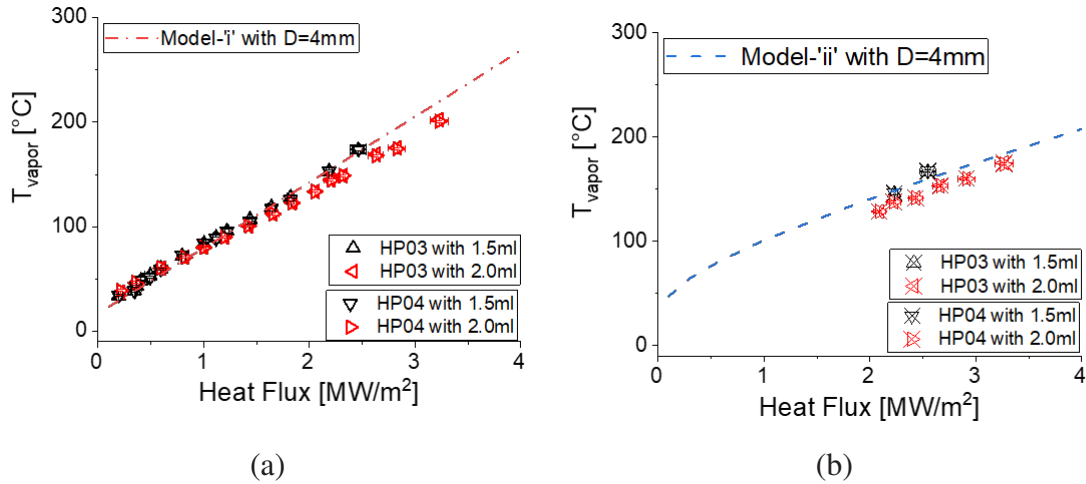 300
200
100
0
T_vapor [°C]
Model-'i' with D=4mm
HP03 with 1.5ml
HP03 with 2.0ml
HP04 with 1.5ml
HP04 with 2.0ml
0 1 2 3 4
Heat Flux [MW/m²]
(a)
300
200
100
0
T_vapor [°C]
Model-'ii' with D=4mm
HP03 with 1.5ml
HP03 with 2.0ml
HP04 with 1.5ml
HP04 with 2.0ml
0 1 2 3 4
Heat Flux [MW/m²]
(b)